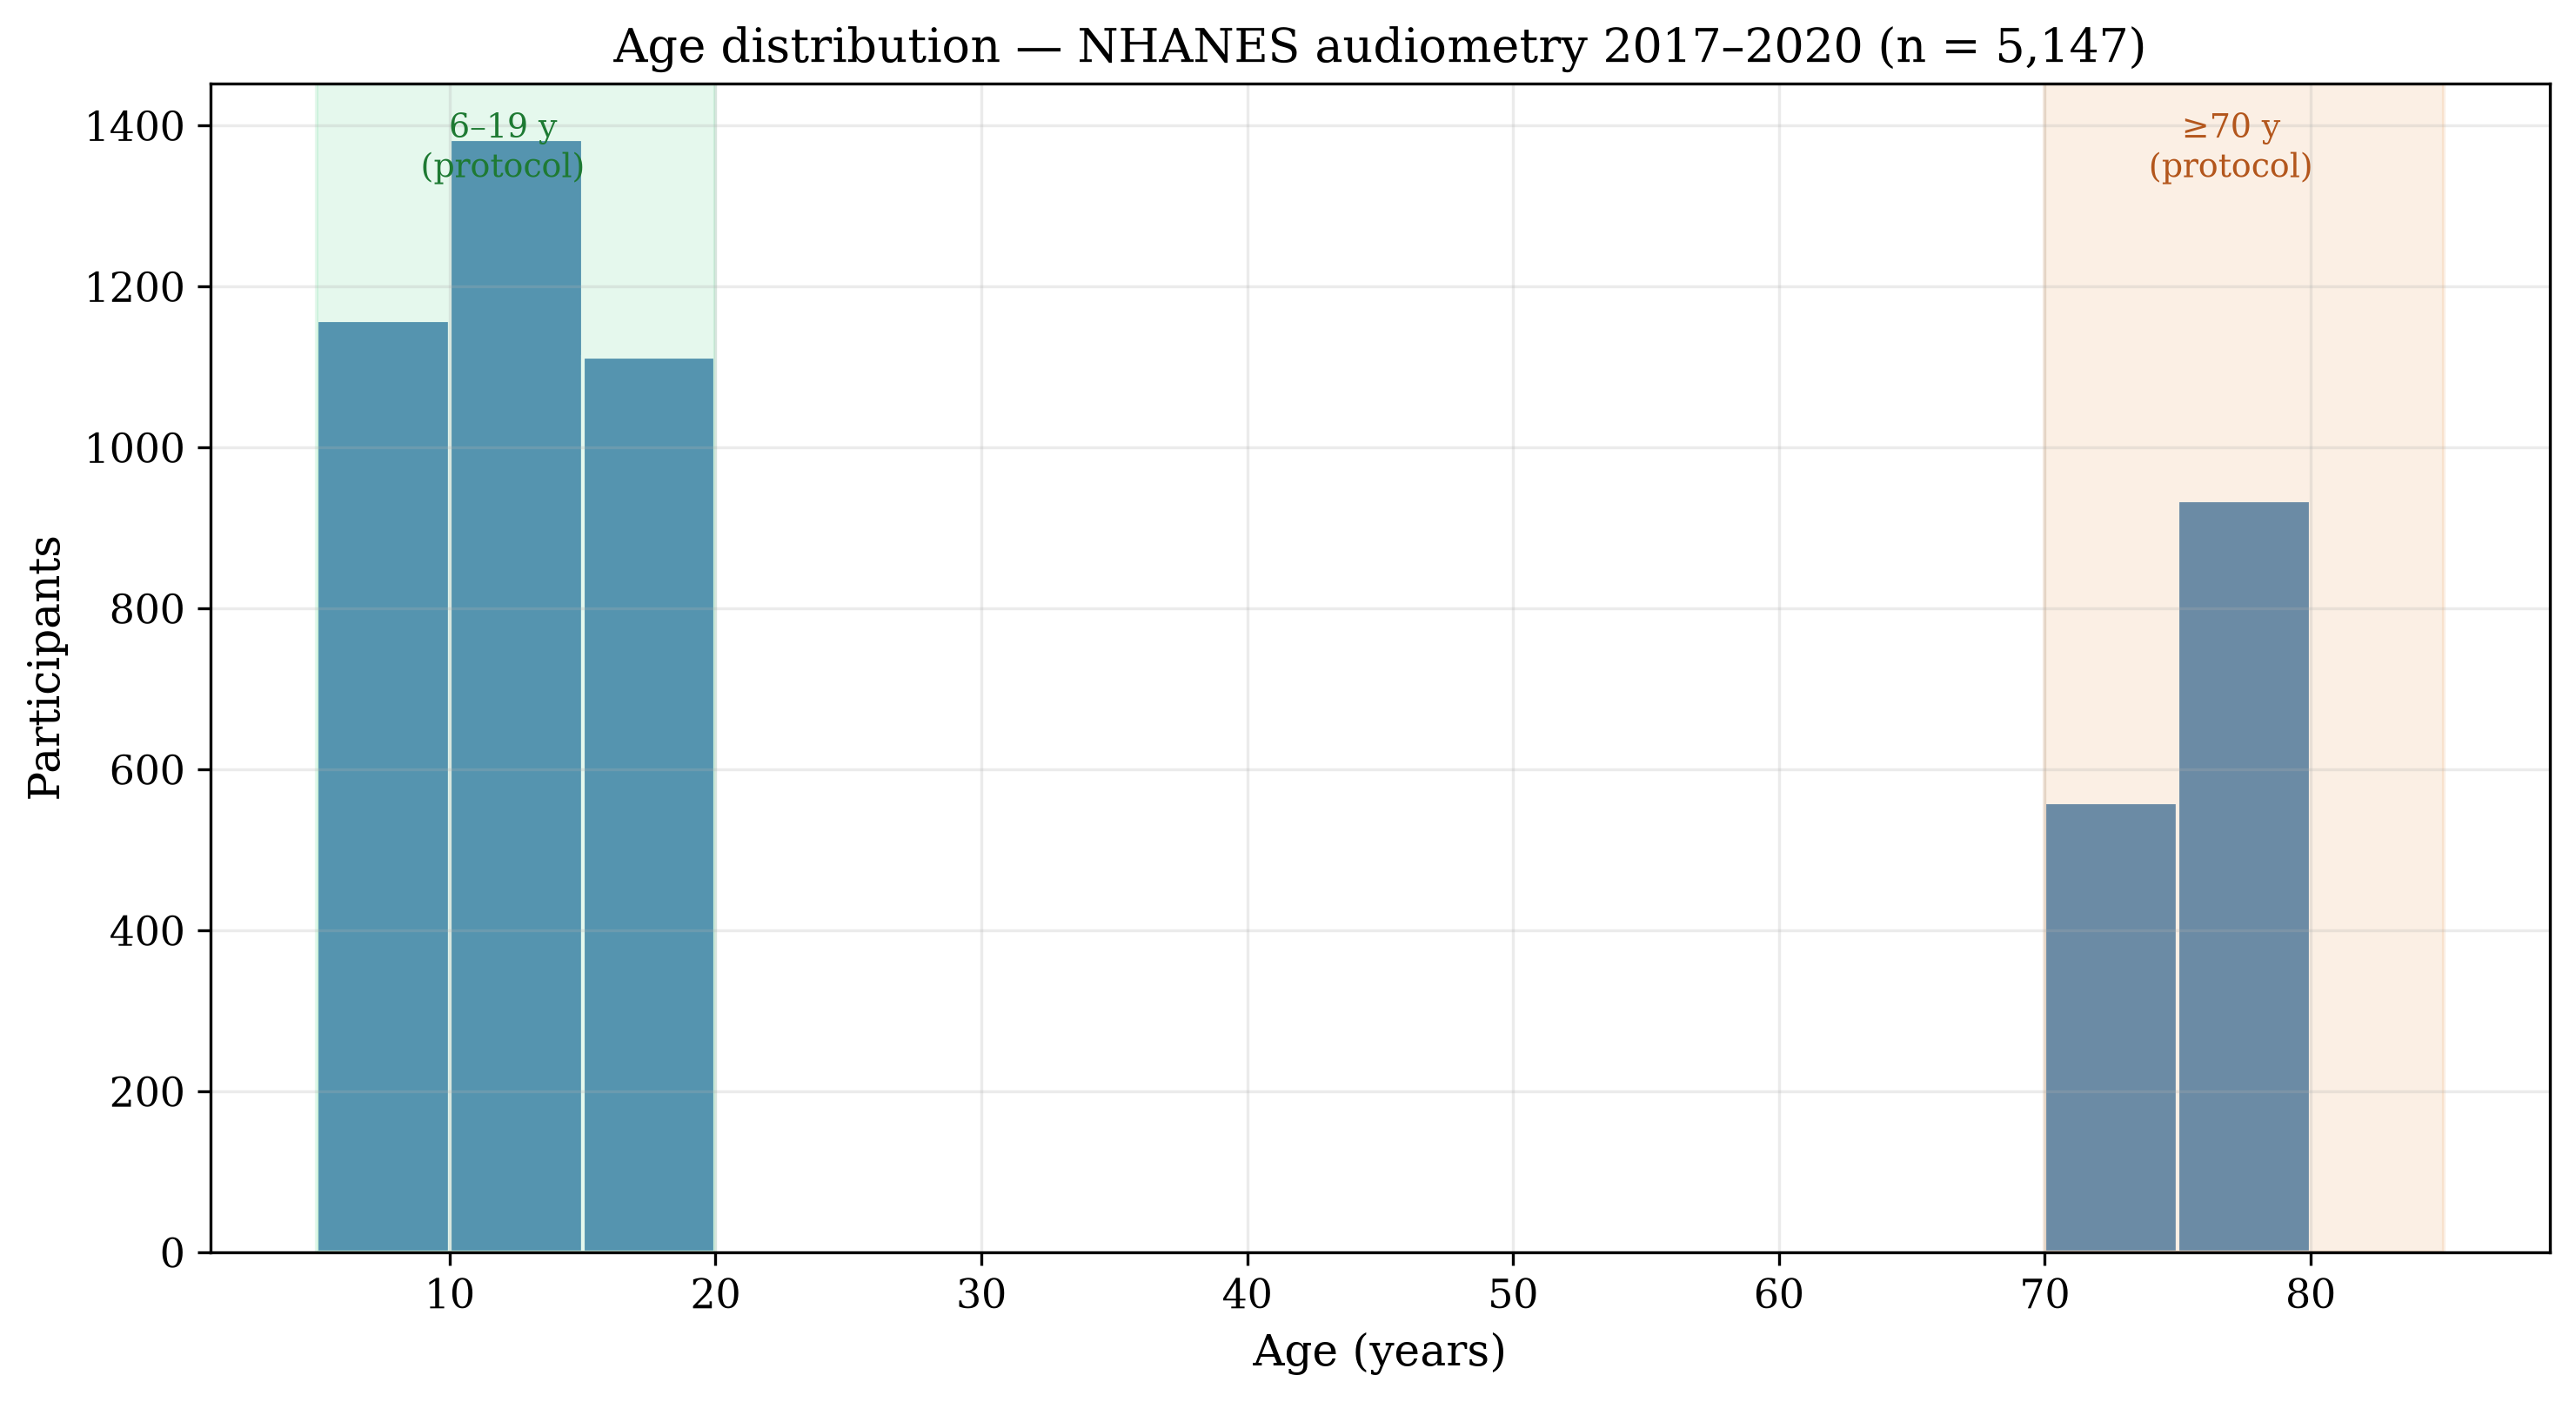 Age distribution — NHANES audiometry 2017–2020 (n = 5,147)
6–19 y
(protocol)
≥70 y
(protocol)
Participants
1400
1200
1000
800
600
400
200
0
10 20 30 40 50 60 70 80
Age (years)